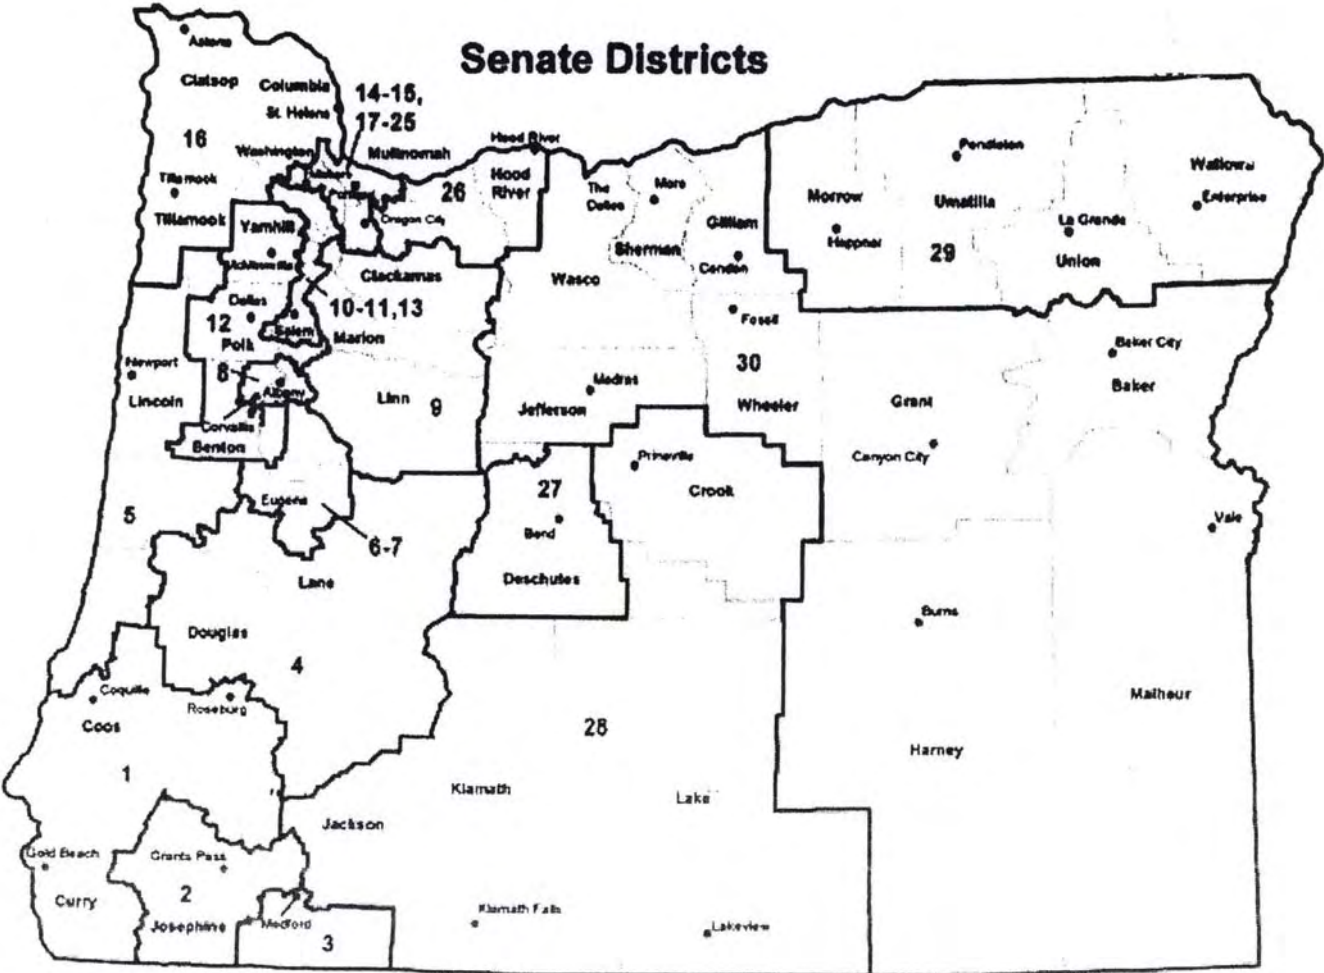 Senate Districts
Astoria
Clatsop
Columbia
14-15,
St. Helens
17-25
16
Washington
Multnomah
Hood River
Hood
River
26
Tillamook
Oregon City
Tillamook
Yamhill
McMinnville
Clackamas
Dallas
10-11,13
12
Salem
Marion
Polk
8
Albany
Newport
Lincoln
Linn
9
Corvallis
Benton
5
Eugene
6-7
Lane
Douglas
4
Coquille
Roseburg
Coos
1
Gold Beach
Grants Pass
Curry
2
Josephine
Medford
3
Jackson
Klamath
Lake
28
Klamath Falls
Lakeview
The
Dalles
Moro
Sherman
Gilliam
Condon
Wasco
Fossil
30
Madras
Jefferson
Wheeler
Prineville
Crook
27
Bend
Deschutes
Pendleton
Morrow
Umatilla
Heppner
29
Wallowa
Enterprise
La Grande
Union
Baker City
Baker
Grant
Canyon City
Vale
Burns
Malheur
Harney